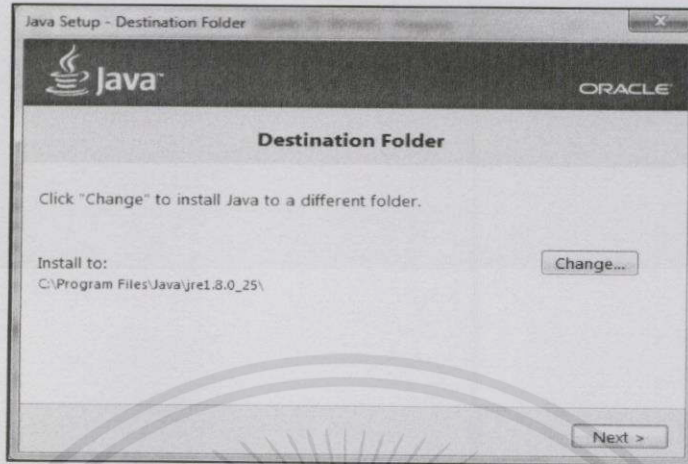 Java Setup - Destination Folder
Java™
ORACLE
Destination Folder
Click "Change" to install Java to a different folder.
Install to:
Change...
C:\Program Files\Java\jre1.8.0_25\
Next >